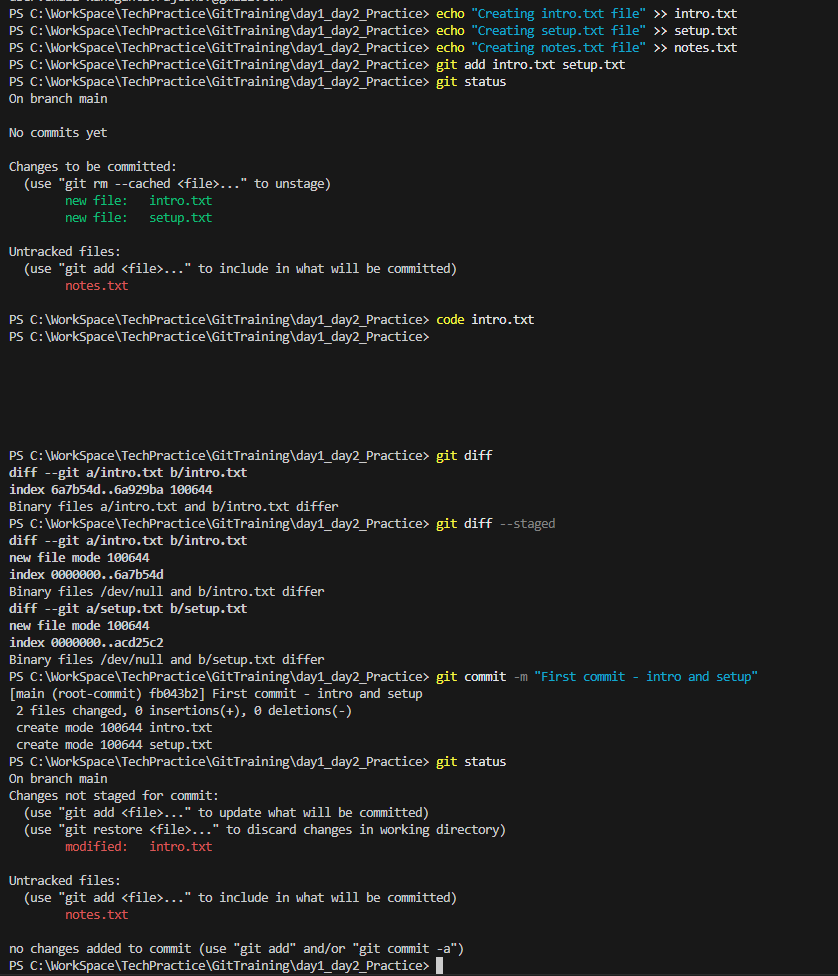 PS C:\WorkSpace\TechPractice\GitTraining\day1_day2_Practice> echo "Creating intro.txt file" >> intro.txt
PS C:\WorkSpace\TechPractice\GitTraining\day1_day2_Practice> echo "Creating setup.txt file" >> setup.txt
PS C:\WorkSpace\TechPractice\GitTraining\day1_day2_Practice> echo "Creating notes.txt file" >> notes.txt
PS C:\WorkSpace\TechPractice\GitTraining\day1_day2_Practice> git add intro.txt setup.txt
PS C:\WorkSpace\TechPractice\GitTraining\day1_day2_Practice> git status
On branch main
No commits yet
Changes to be committed:
(use "git rm --cached <file>..." to unstage)
new file: intro.txt
new file: setup.txt
Untracked files:
(use "git add <file>..." to include in what will be committed)
notes.txt
PS C:\WorkSpace\TechPractice\GitTraining\day1_day2_Practice> code intro.txt
PS C:\WorkSpace\TechPractice\GitTraining\day1_day2_Practice>
PS C:\WorkSpace\TechPractice\GitTraining\day1_day2_Practice> git diff
diff --git a/intro.txt b/intro.txt
index 6a7b54d..6a929ba 100644
Binary files a/intro.txt and b/intro.txt differ
PS C:\WorkSpace\TechPractice\GitTraining\day1_day2_Practice> git diff --staged
diff --git a/intro.txt b/intro.txt
new file mode 100644
index 0000000..6a7b54d
Binary files /dev/null and b/intro.txt differ
diff --git a/setup.txt b/setup.txt
new file mode 100644
index 0000000..acd25c2
Binary files /dev/null and b/setup.txt differ
PS C:\WorkSpace\TechPractice\GitTraining\day1_day2_Practice> git commit -m "First commit - intro and setup"
[main (root-commit) fb043b2] First commit - intro and setup
2 files changed, 0 insertions(+), 0 deletions(-)
create mode 100644 intro.txt
create mode 100644 setup.txt
PS C:\WorkSpace\TechPractice\GitTraining\day1_day2_Practice> git status
On branch main
Changes not staged for commit:
(use "git add <file>..." to update what will be committed)
(use "git restore <file>..." to discard changes in working directory)
modified: intro.txt
Untracked files:
(use "git add <file>..." to include in what will be committed)
notes.txt
no changes added to commit (use "git add" and/or "git commit -a")
PS C:\WorkSpace\TechPractice\GitTraining\day1_day2_Practice>